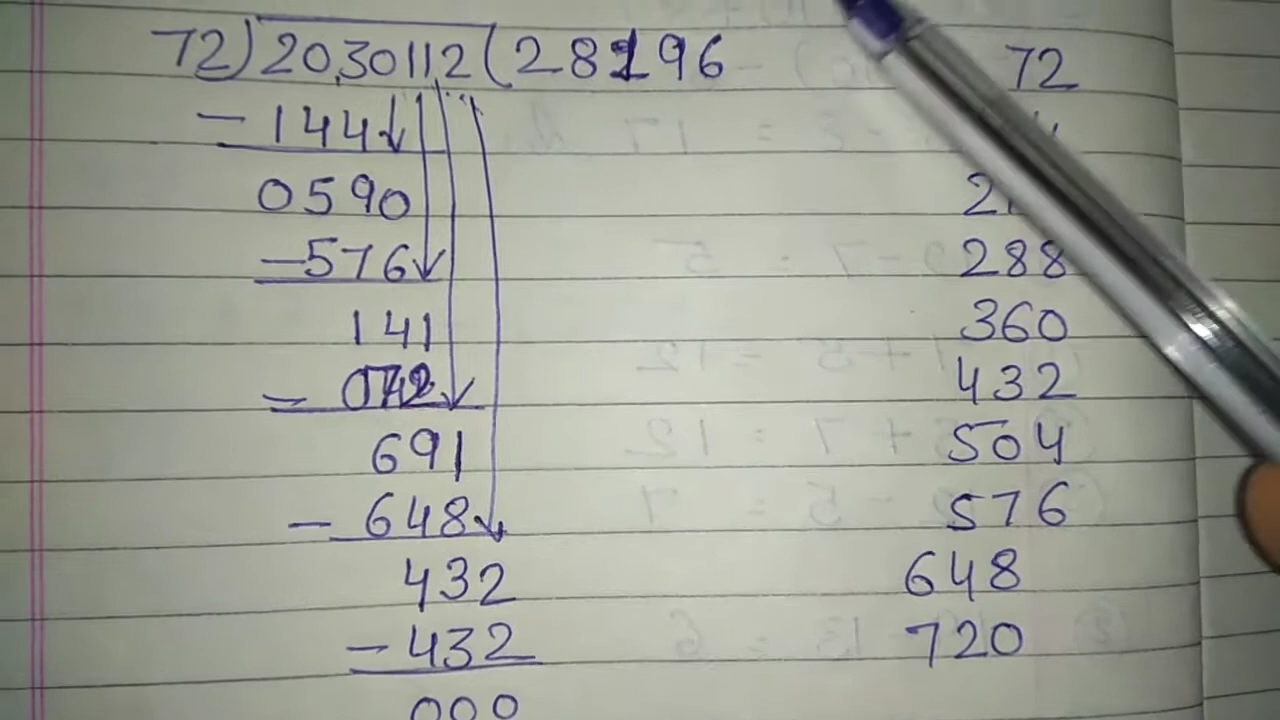 72)2030112(28196 72
- 144
0590
- 576 288
141 360
- 072 432
691 504
- 648 576
432 648
- 432 720
000